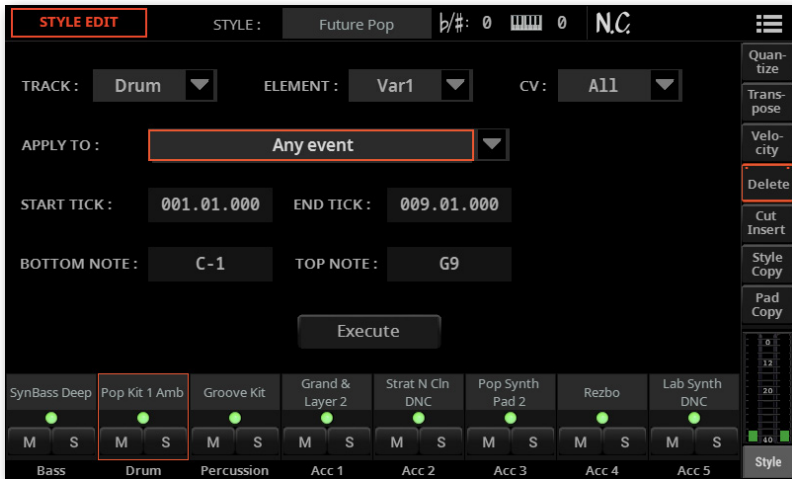 STYLE EDIT STYLE : Future Pop b/#: 0 0 N.C.
Quan-
tize
TRACK : Drum ELEMENT : Var1 CV : All
Trans-
pose
APPLY TO : Any event
Velo-
city
Delete
START TICK : 001.01.000 END TICK : 009.01.000
Cut
Insert
BOTTOM NOTE : C-1 TOP NOTE : G9
Style
Copy
Pad
Copy
Execute
0
12
20
40
SynBass Deep Pop Kit 1 Amb Groove Kit Grand &
Layer 2 Strat N Cln
DNC Pop Synth
Pad 2 Rezbo Lab Synth
DNC
M S M S M S M S M S M S M S M S
Bass Drum Percussion Acc 1 Acc 2 Acc 3 Acc 4 Acc 5 Style